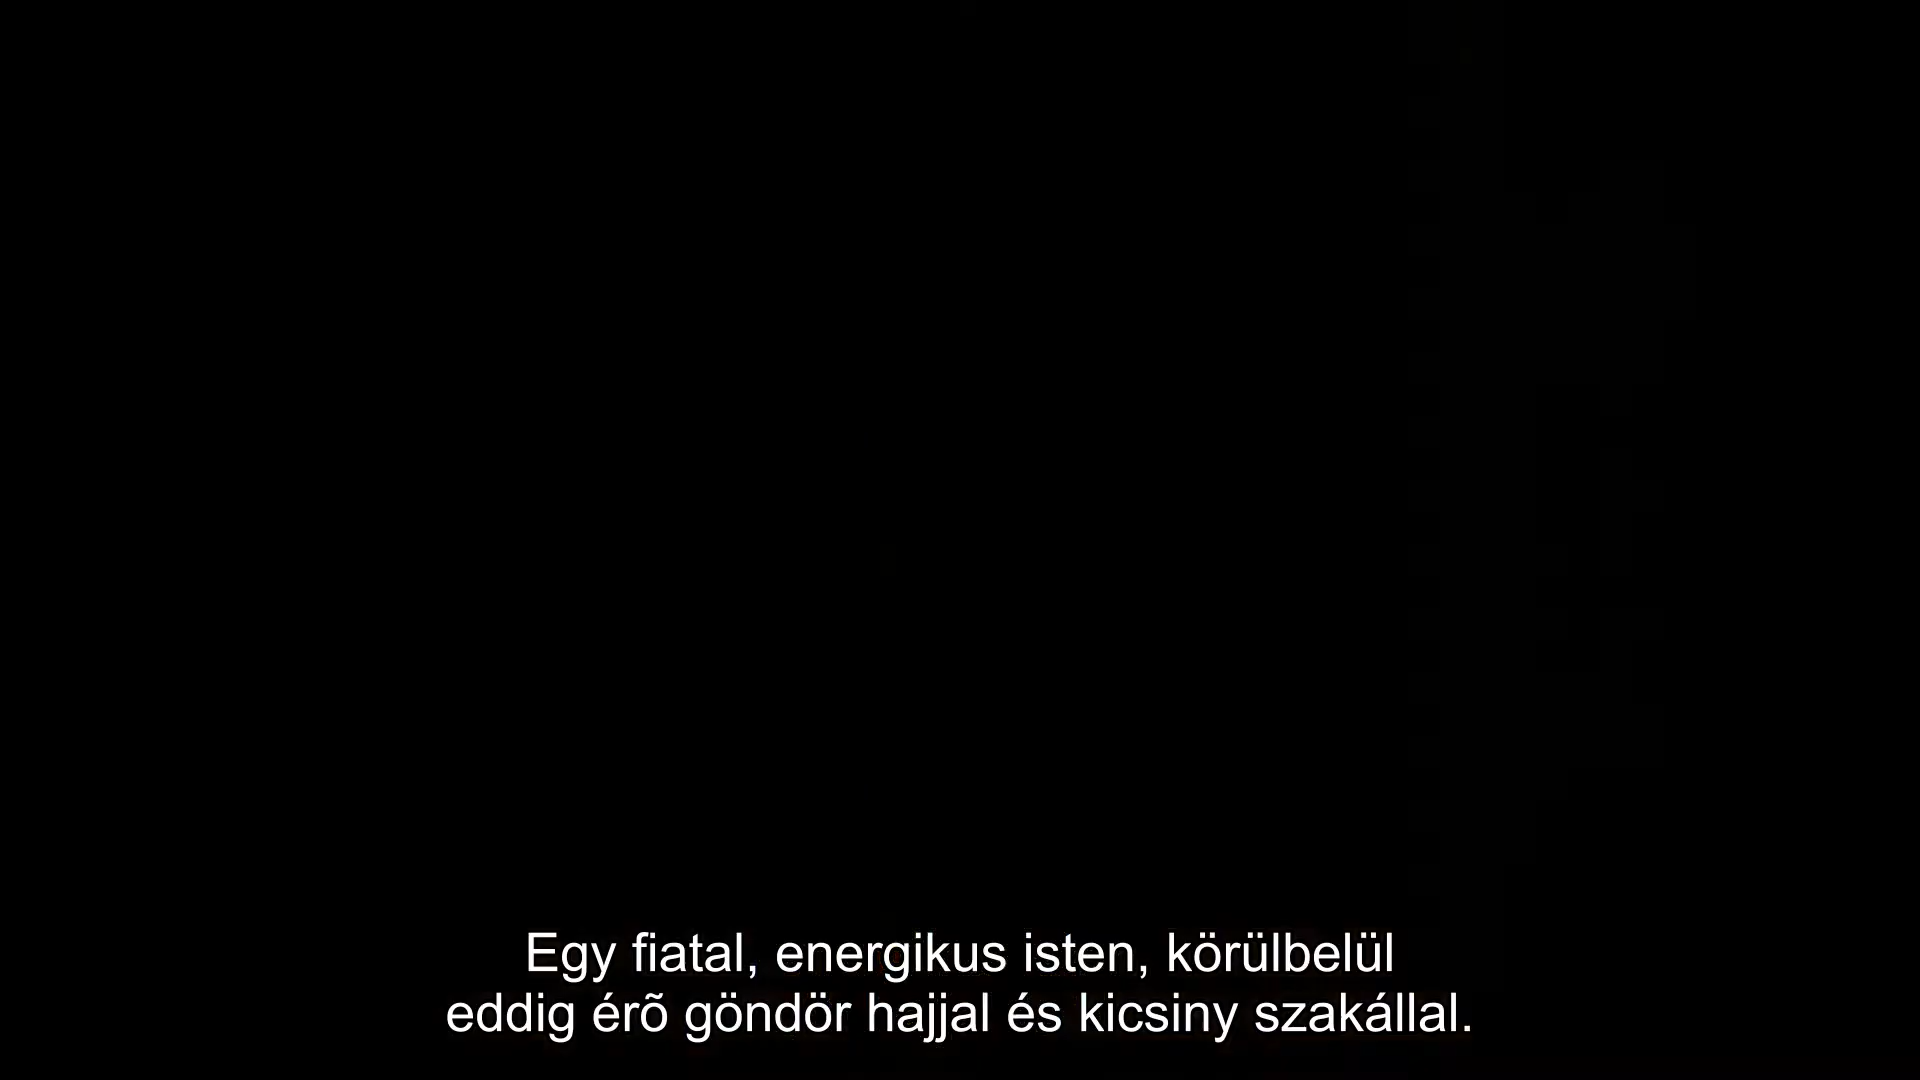 Egy fiatal, energikus isten, körülbelül
eddig érõ göndör hajjal és kicsiny szakállal.